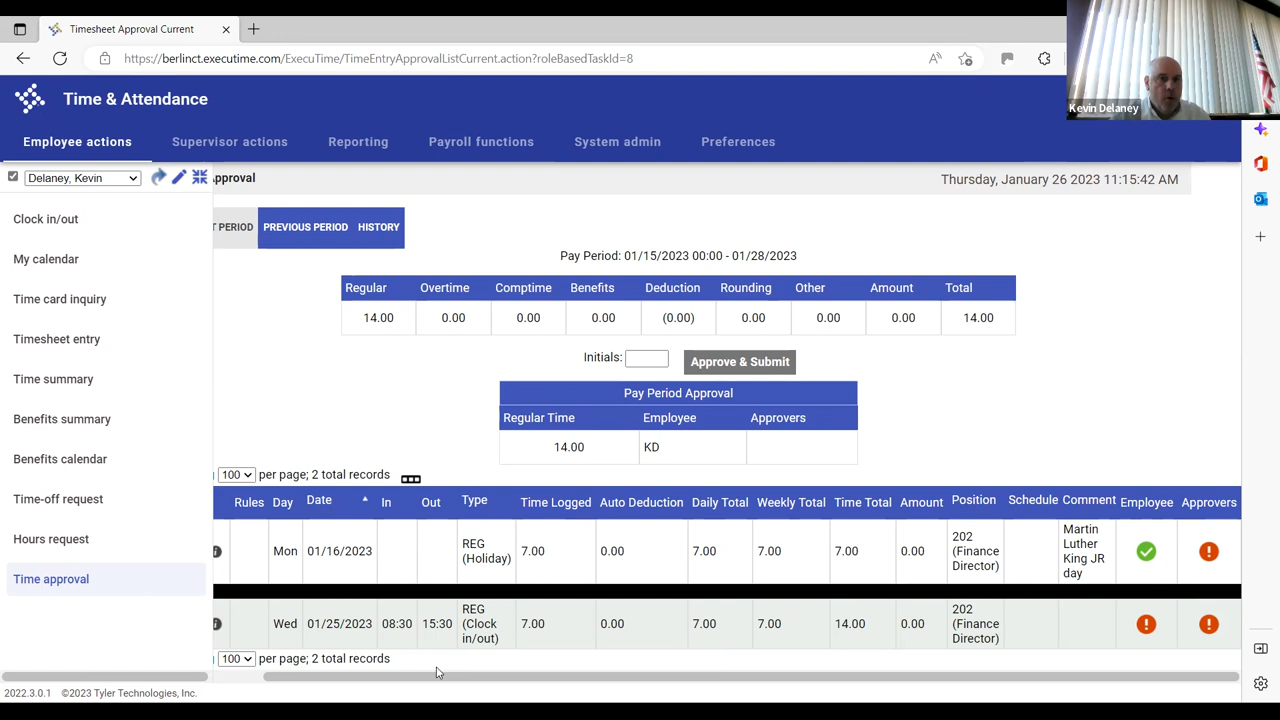 Timesheet Approval Current
https://berlinct.executime.com/ExecuTime/TimeEntryApprovalListCurrent.action?roleBasedTaskId=8
Kevin Delaney
Time & Attendance
Employee actions Supervisor actions Reporting Payroll functions System admin Preferences
Delaney, Kevin
Approval
Thursday, January 26 2023 11:15:42 AM
Clock in/out
My calendar
Time card inquiry
Timesheet entry
Time summary
Benefits summary
Benefits calendar
Time-off request
Hours request
Time approval
T PERIOD PREVIOUS PERIOD HISTORY
Pay Period: 01/15/2023 00:00 - 01/28/2023
Regular Overtime Comptime Benefits Deduction Rounding Other Amount Total
14.00 0.00 0.00 0.00 (0.00) 0.00 0.00 0.00 14.00
Initials: Approve & Submit
Pay Period Approval
Regular Time Employee Approvers
14.00 KD
100 per page; 2 total records
Rules Day Date In Out Type Time Logged Auto Deduction Daily Total Weekly Total Time Total Amount Position Schedule Comment Employee Approvers
Mon 01/16/2023 REG (Holiday) 7.00 0.00 7.00 7.00 7.00 0.00 202 (Finance Director) Martin Luther King JR day
Wed 01/25/2023 08:30 15:30 REG (Clock in/out) 7.00 0.00 7.00 7.00 14.00 0.00 202 (Finance Director)
100 per page; 2 total records
2022.3.0.1 ©2023 Tyler Technologies, Inc.